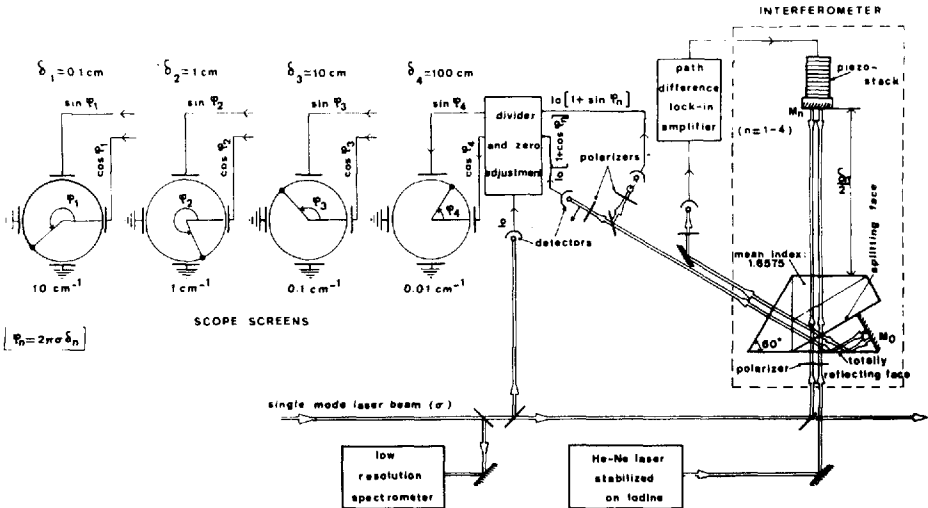 INTERFEROMETER
δ1 = 0.1 cm
δ2 = 1 cm
δ3 = 10 cm
δ4 = 100 cm
sin φ1
sin φ2
sin φ3
sin φ4
cos φ1
cos φ2
cos φ3
cos φ4
φ1
φ2
φ3
φ4
10 cm⁻¹
1 cm⁻¹
0.1 cm⁻¹
0.01 cm⁻¹
SCOPE SCREENS
[φn=2πσδn]
divider
and zero
adjustment
Io
Io[1+sin φn]
Io[1+cos φn]
polarizers
detectors
path
difference
lock-in
amplifier
piezo-
stack
Mn
(n=1-4)
splitting face
mean index:
1.6575
60°
Mo
totally
reflecting face
polarizer
single mode laser beam (σ)
low
resolution
spectrometer
He-Ne laser
stabilized
on Iodine